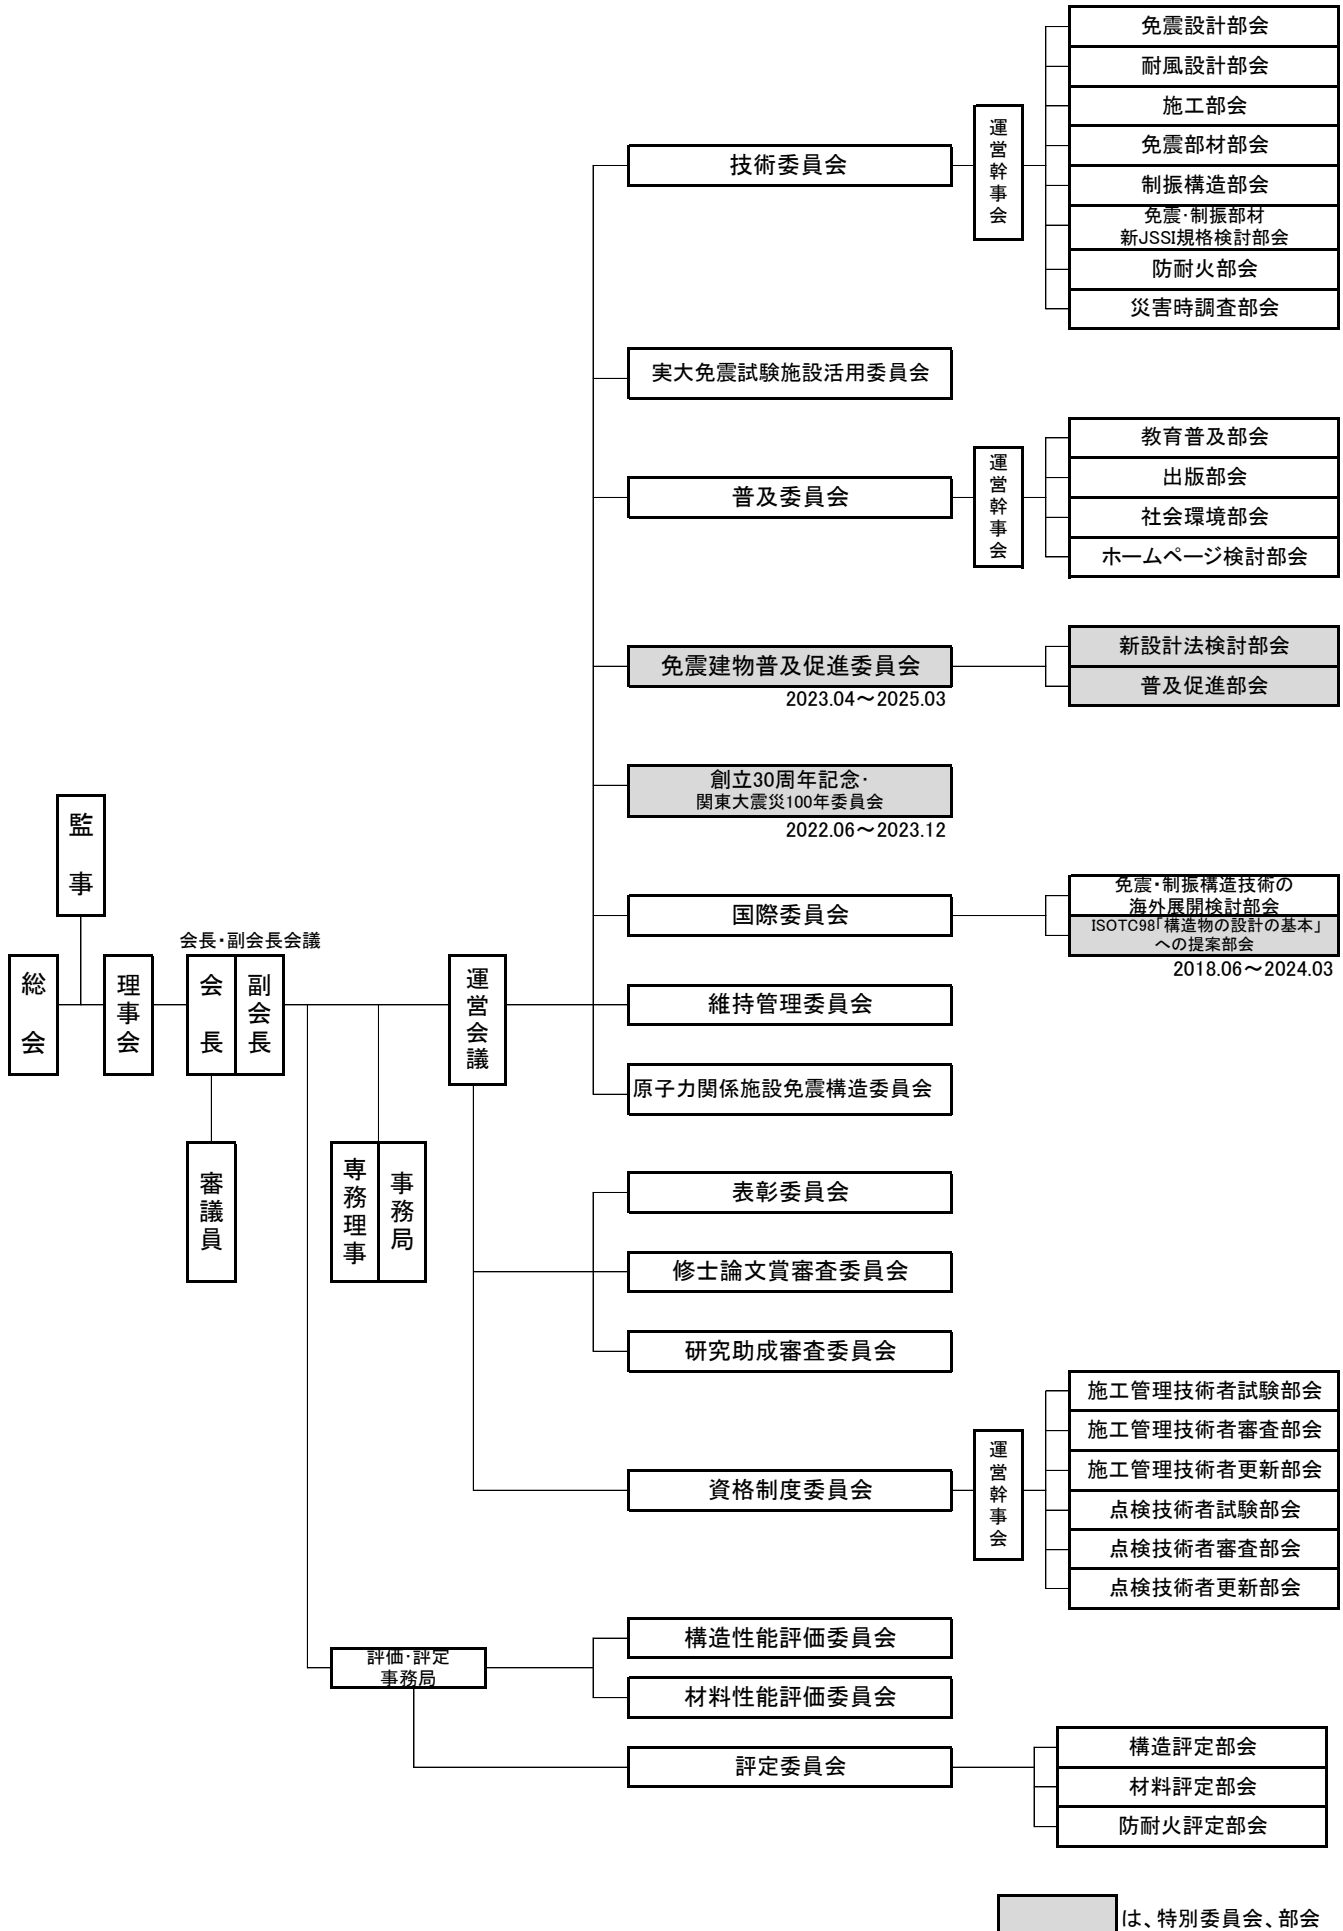 総会
監事
理事会
会長・副会長会議
会長
副会長
審議員
専務理事
事務局
運営会議
技術委員会
運営幹事会
免震設計部会
耐風設計部会
施工部会
免震部材部会
制振構造部会
免震・制振部材
新JSSI規格検討部会
防耐火部会
災害時調査部会
実大免震試験施設活用委員会
普及委員会
運営幹事会
教育普及部会
出版部会
社会環境部会
ホームページ検討部会
免震建物普及促進委員会
2023.04～2025.03
新設計法検討部会
普及促進部会
創立30周年記念・
関東大震災100年委員会
2022.06～2023.12
国際委員会
免震・制振構造技術の
海外展開検討部会
ISOTC98「構造物の設計の基本」
への提案部会
2018.06～2024.03
維持管理委員会
原子力関係施設免震構造委員会
表彰委員会
修士論文賞審査委員会
研究助成審査委員会
資格制度委員会
運営幹事会
施工管理技術者試験部会
施工管理技術者審査部会
施工管理技術者更新部会
点検技術者試験部会
点検技術者審査部会
点検技術者更新部会
評価・評定
事務局
構造性能評価委員会
材料性能評価委員会
評定委員会
構造評定部会
材料評定部会
防耐火評定部会
は、特別委員会、部会